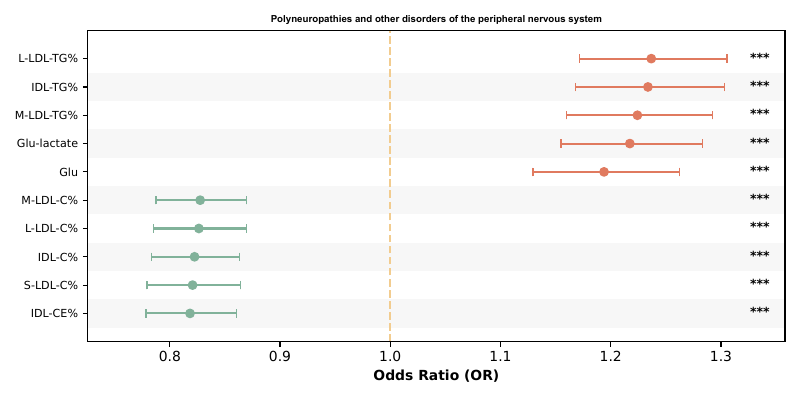 Polyneuropathies and other disorders of the peripheral nervous system
L-LDL-TG% ***
IDL-TG% ***
M-LDL-TG% ***
Glu-lactate ***
Glu ***
M-LDL-C% ***
L-LDL-C% ***
IDL-C% ***
S-LDL-C% ***
IDL-CE% ***
0.8 0.9 1.0 1.1 1.2 1.3
Odds Ratio (OR)